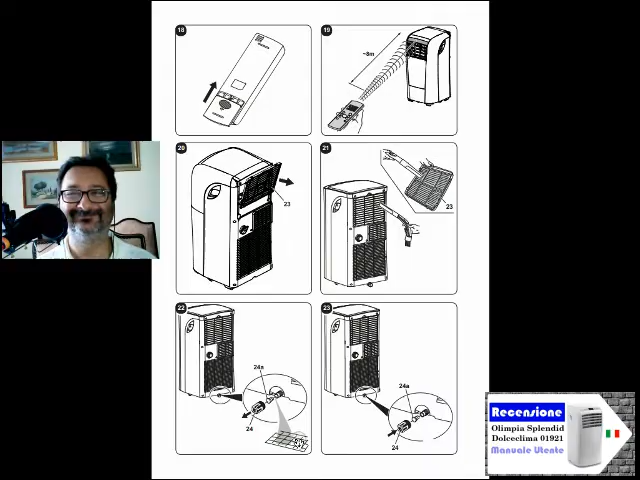 18
19
~8m
20
23
21
23
22
24a
24
23
24a
24
Recensione
Olimpia Splendid
Dolceclima 01921
Manuale Utente